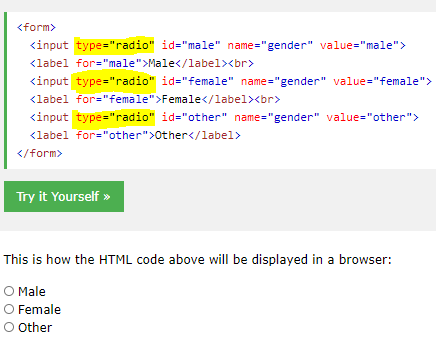 <form>
<input type="radio" id="male" name="gender" value="male">
<label for="male">Male</label><br>
<input type="radio" id="female" name="gender" value="female">
<label for="female">Female</label><br>
<input type="radio" id="other" name="gender" value="other">
<label for="other">Other</label>
</form>
Try it Yourself »
This is how the HTML code above will be displayed in a browser:
Male
Female
Other